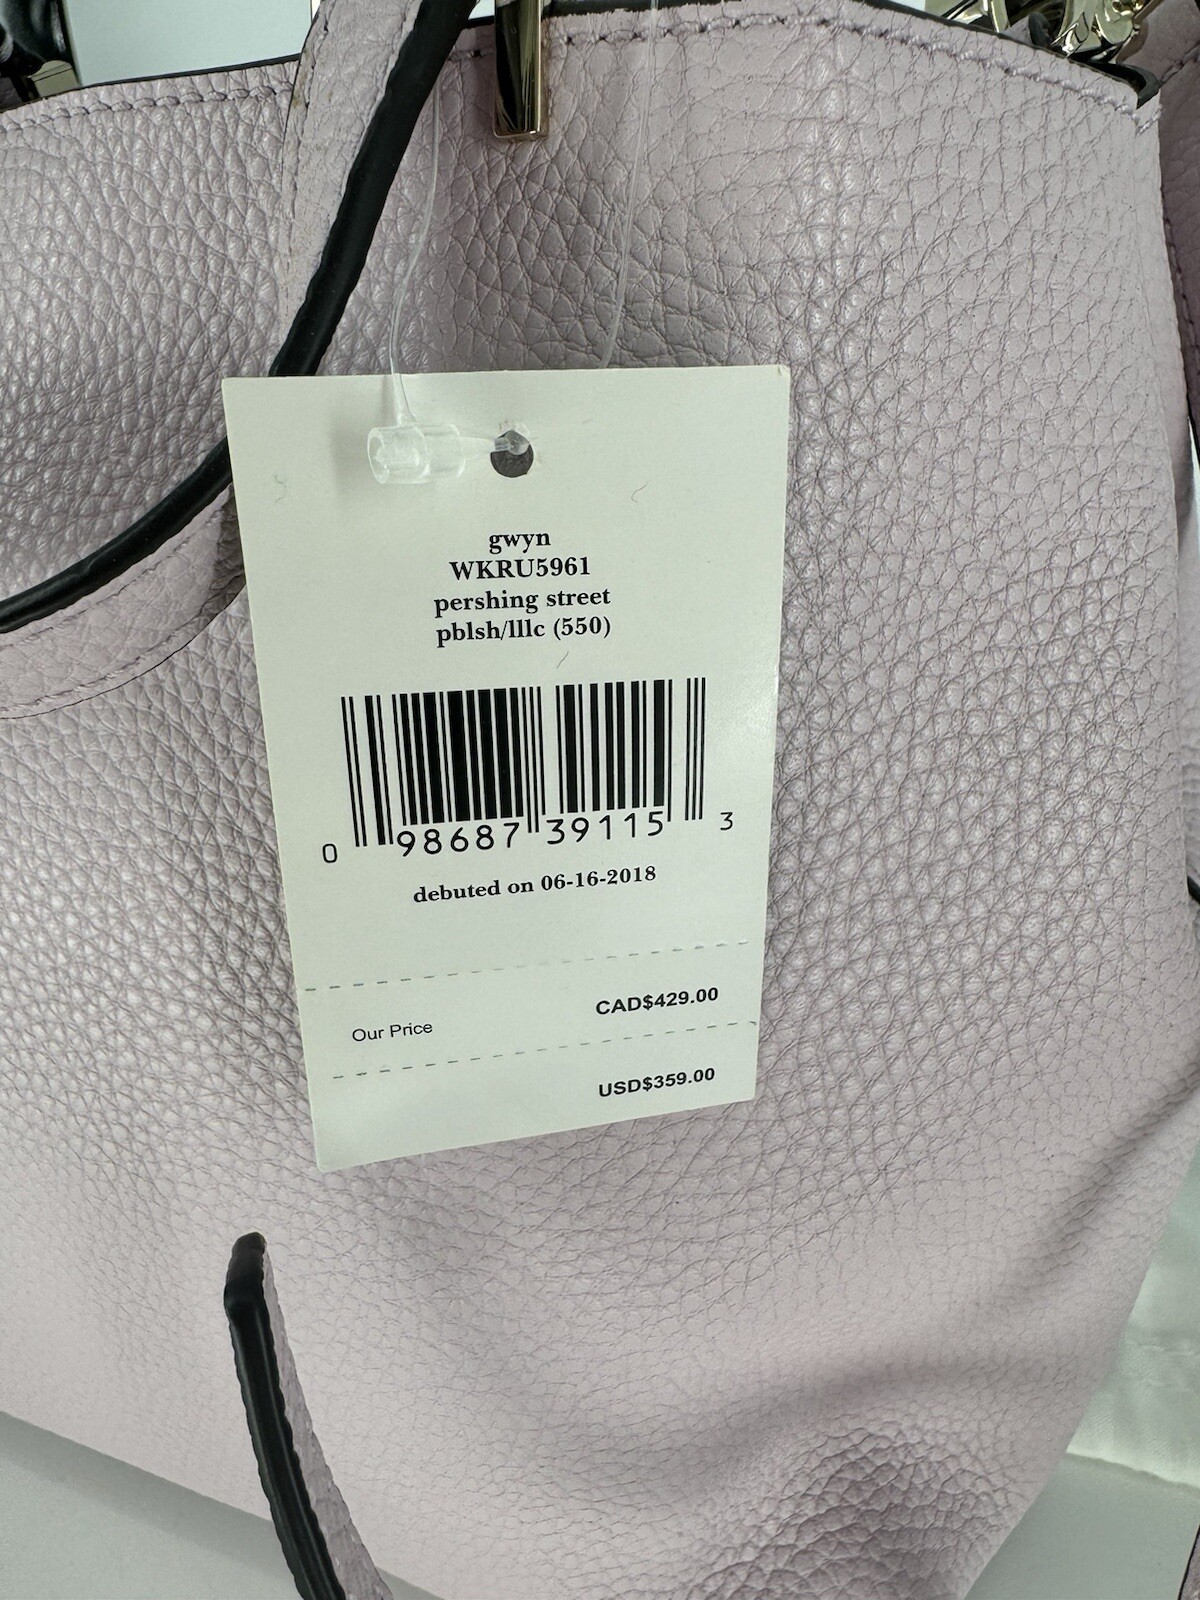 gwyn
WKRU5961
pershing street
pblsh/lllc (550)
0 98687 39115 3
debuted on 06-16-2018
CAD$429.00
Our Price
USD$359.00